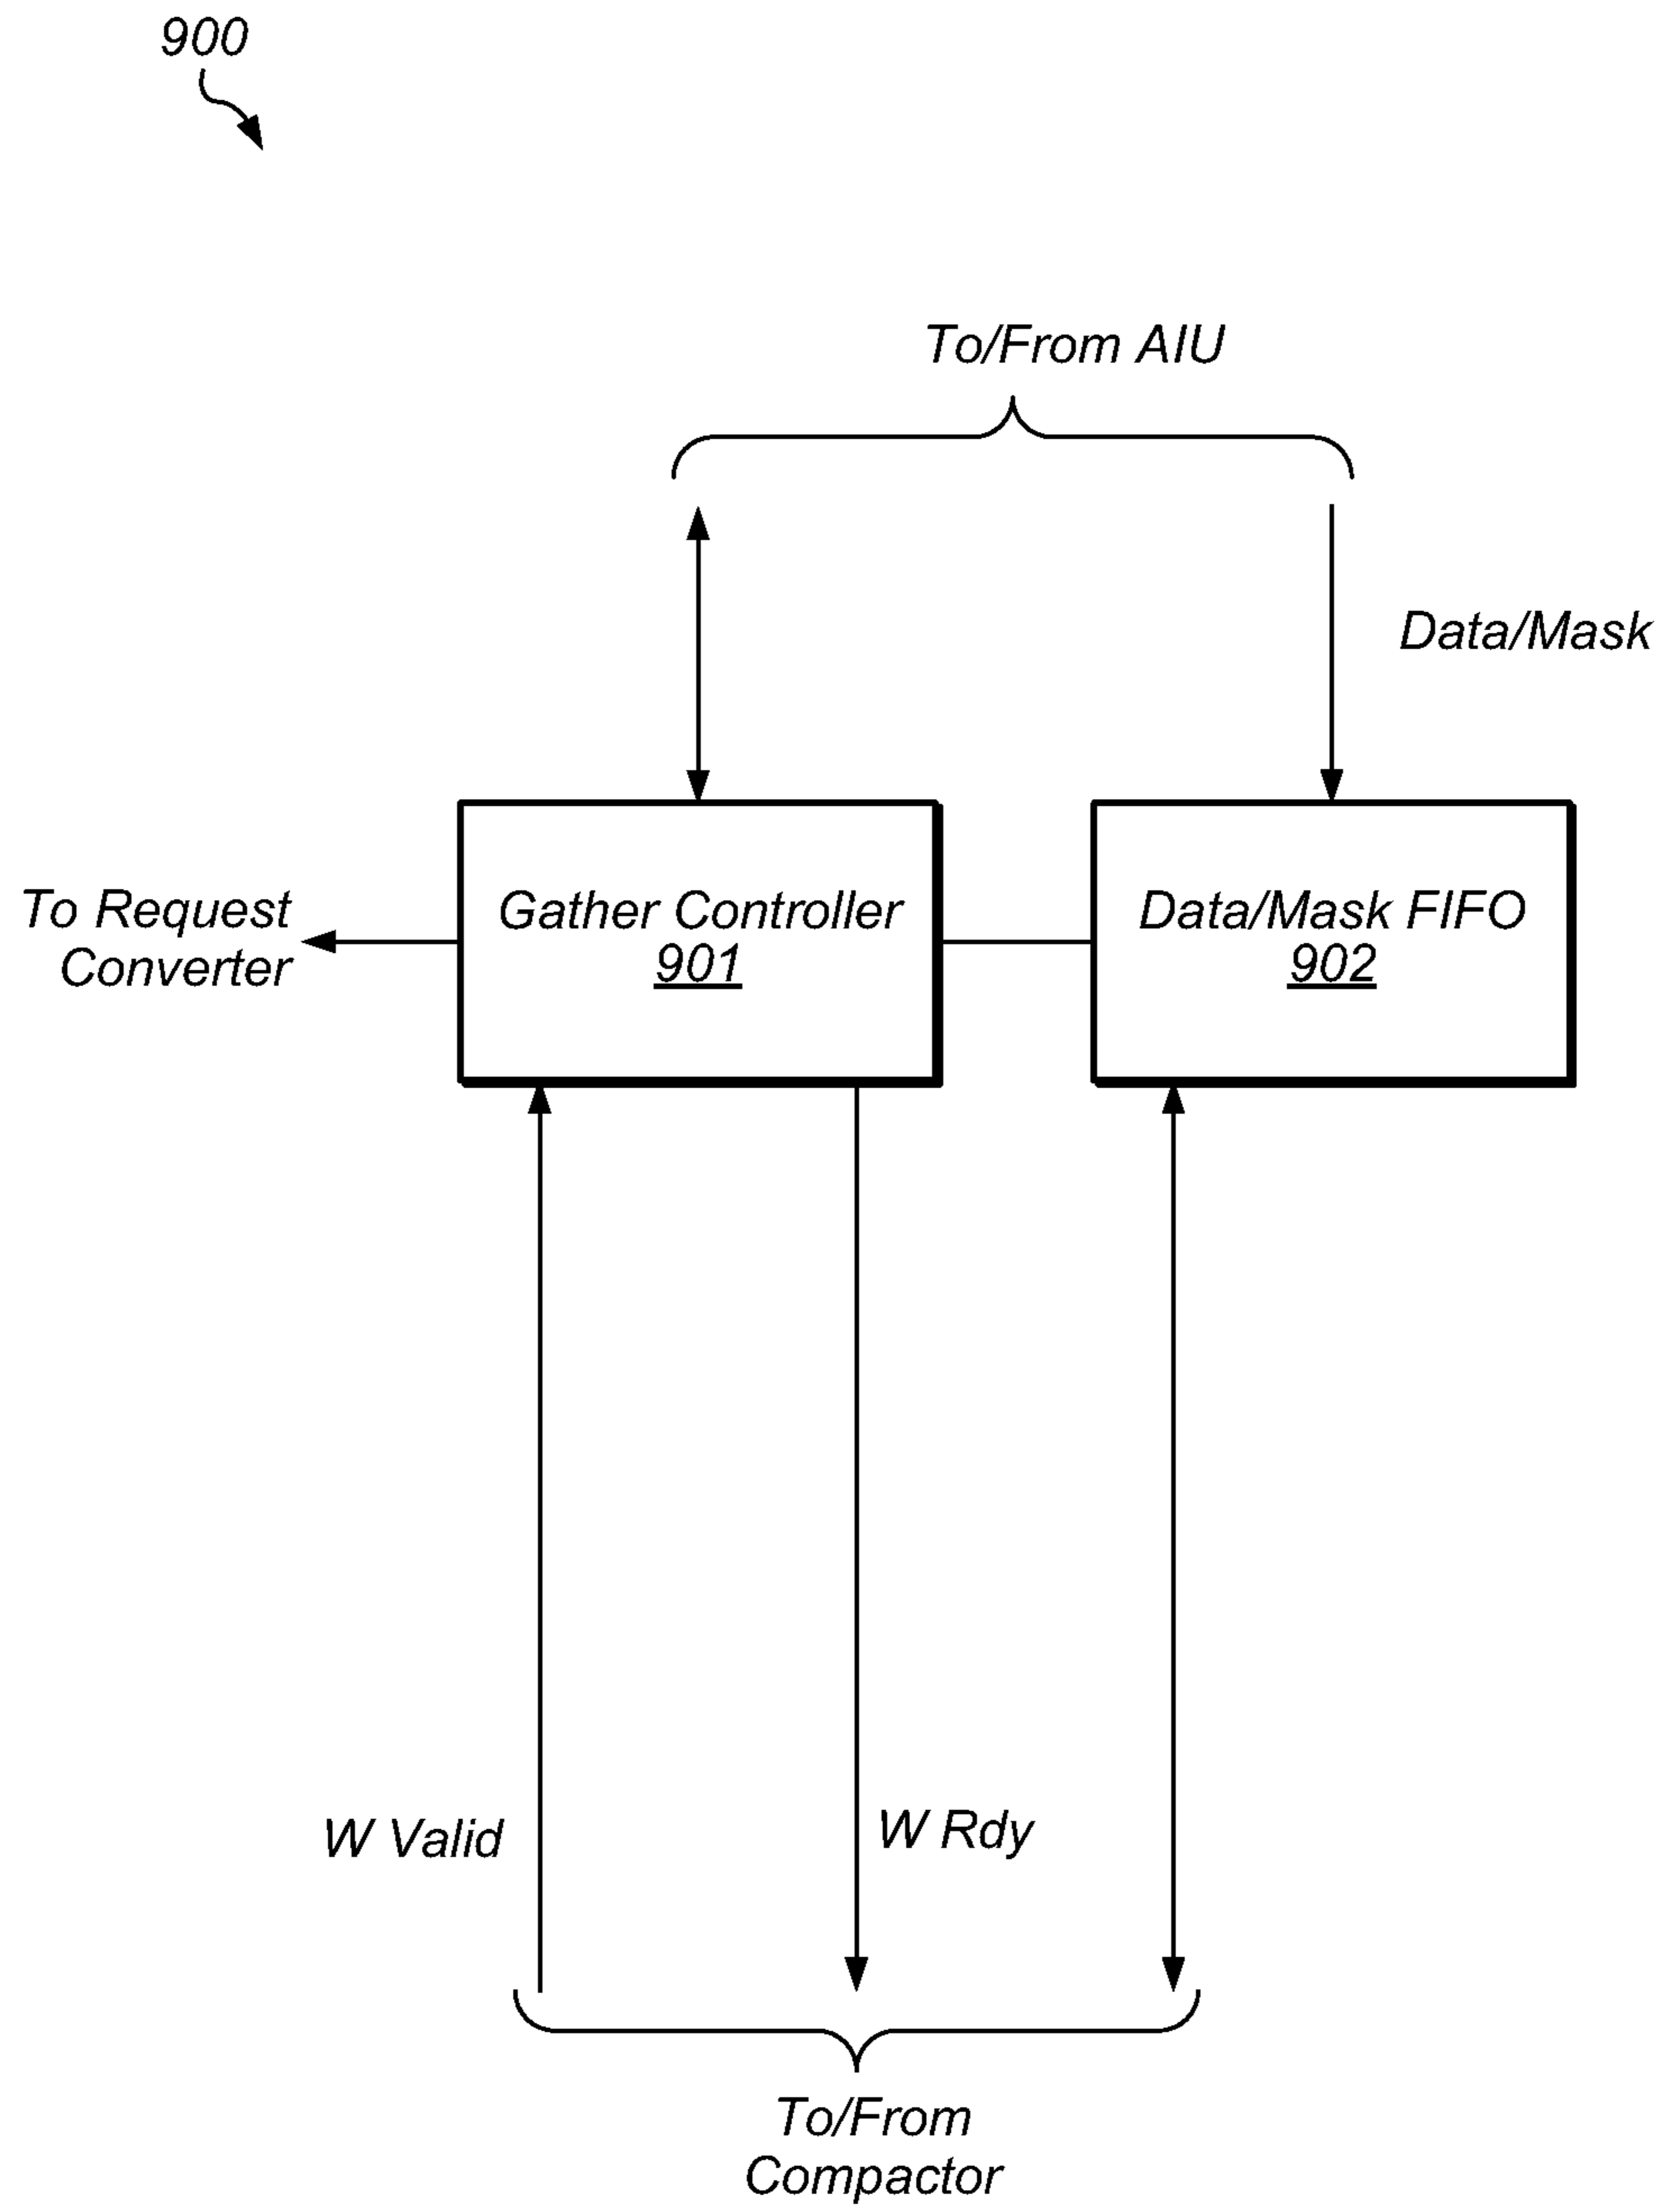 900
To/From AIU
Data/Mask
To Request
Converter
Gather Controller
901
Data/Mask FIFO
902
W Valid
W Rdy
To/From
Compactor